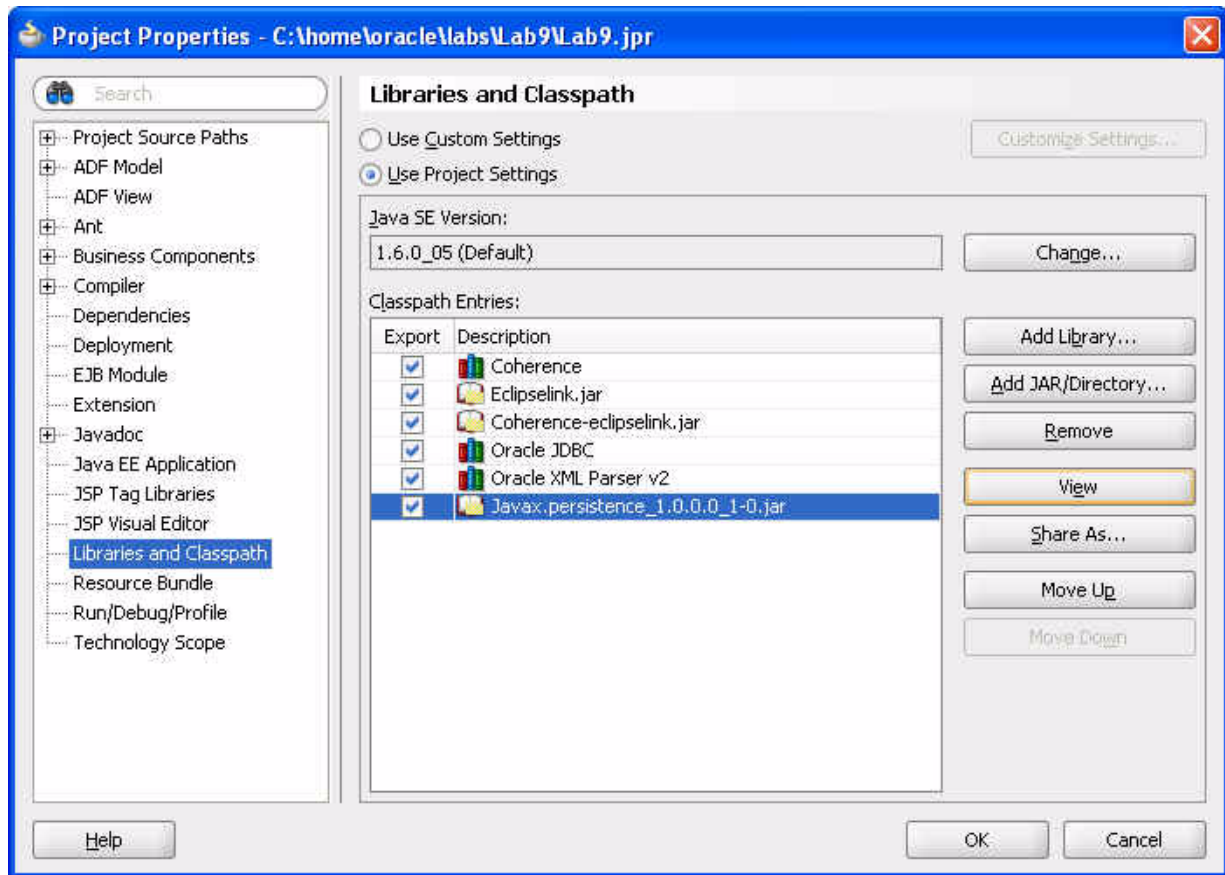 Project Properties - C:\home\oracle\labs\Lab9\Lab9.jpr
Search
Project Source Paths
ADF Model
ADF View
Ant
Business Components
Compiler
Dependencies
Deployment
EJB Module
Extension
Javadoc
Java EE Application
JSP Tag Libraries
JSP Visual Editor
Libraries and Classpath
Resource Bundle
Run/Debug/Profile
Technology Scope
Libraries and Classpath
Use Custom Settings
Customize Settings...
Use Project Settings
Java SE Version:
1.6.0_05 (Default)
Change...
Classpath Entries:
Export Description
Coherence
Eclipselink.jar
Coherence-eclipselink.jar
Oracle JDBC
Oracle XML Parser v2
Javax.persistence_1.0.0.0_1-0.jar
Add Library...
Add JAR/Directory...
Remove
View
Share As...
Move Up
Move Down
Help
OK
Cancel